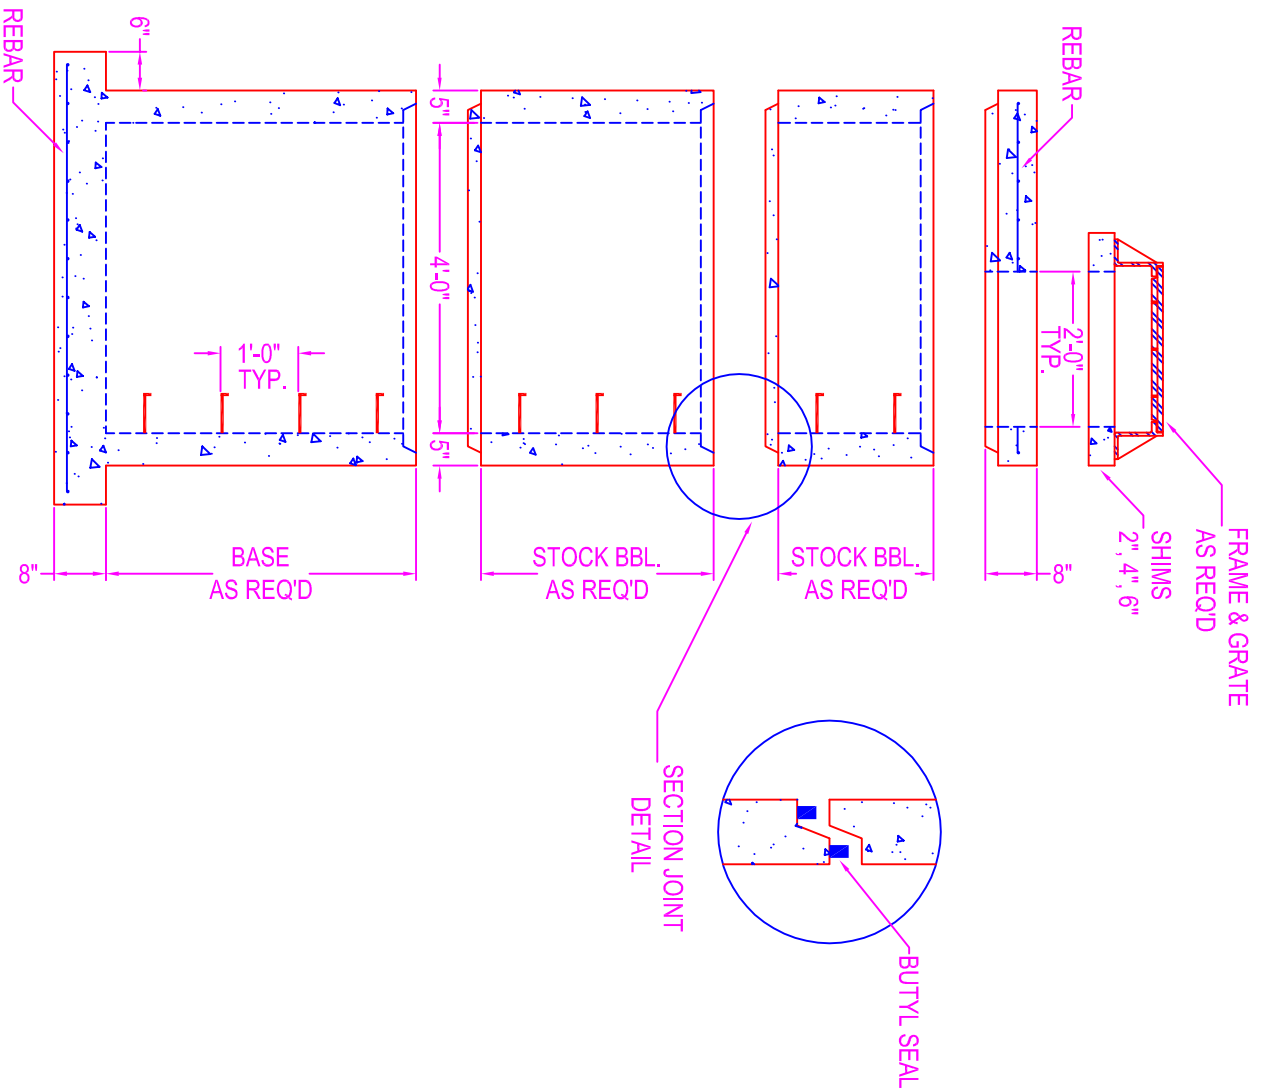 FRAME & GRATE
AS REQ'D
SHIMS
2", 4", 6"
REBAR
2'-0"
TYP.
8"
STOCK BBL.
AS REQ'D
STOCK BBL.
AS REQ'D
5"
4'-0"
5"
1'-0"
TYP.
BASE
AS REQ'D
6"
REBAR
8"
SECTION JOINT
DETAIL
BUTYL SEAL